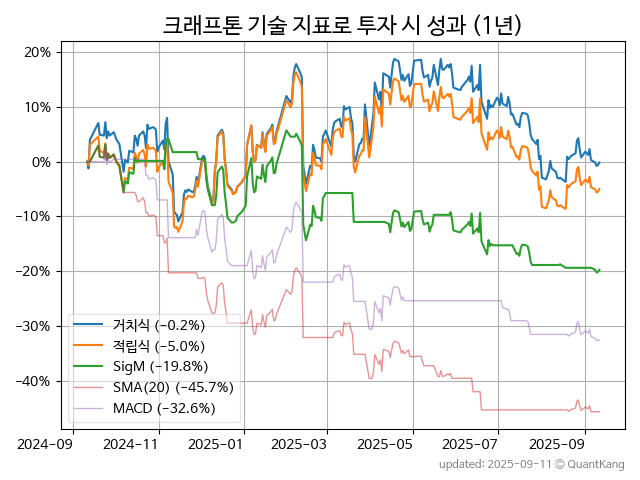 크래프톤 기술 지표로 투자 시 성과 (1년)
20%
10%
0%
−10%
−20%
−30%
−40%
거치식 (−0.2%)
적립식 (−5.0%)
SigM (−19.8%)
SMA(20) (−45.7%)
MACD (−32.6%)
2024-09 2024-11 2025-01 2025-03 2025-05 2025-07 2025-09
updated: 2025-09-11 © QuantKang